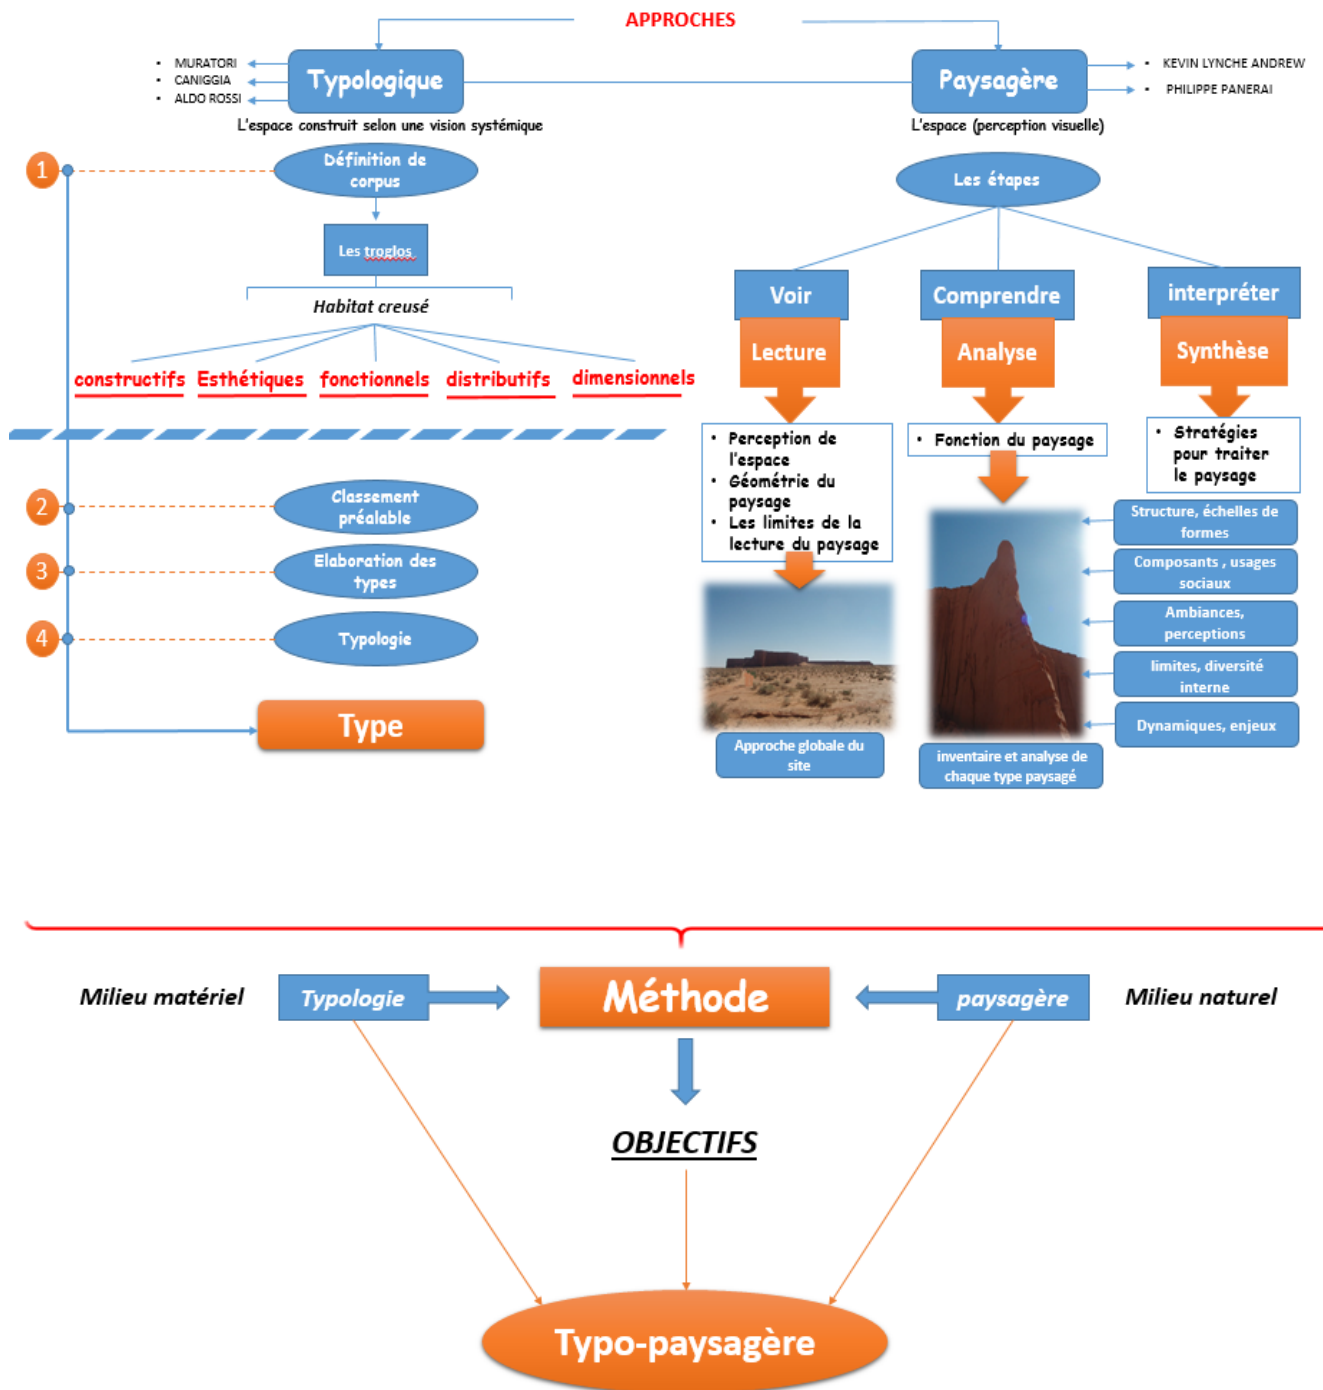 APPROCHES
• MURATORI
• CANIGGIA
• ALDO ROSSI
Typologique
L'espace construit selon une vision systémique
Paysagère
L'espace (perception visuelle)
• KEVIN LYNCHE ANDREW
• PHILIPPE PANERAI
1
Définition de
corpus
Les troglos
Habitat creusé
constructifs
Esthétiques
fonctionnels
distributifs
dimensionnels
2
Classement
préalable
3
Elaboration des
types
4
Typologie
Type
Les étapes
Voir
Lecture
• Perception de
l'espace
• Géométrie du
paysage
• Les limites de la
lecture du paysage
Approche globale du
site
Comprendre
Analyse
• Fonction du paysage
inventaire et analyse de
chaque type paysagé
interpréter
Synthèse
• Stratégies
pour traiter
le paysage
Structure, échelles de
formes
Composants , usages
sociaux
Ambiances,
perceptions
limites, diversité
interne
Dynamiques, enjeux
Milieu matériel
Typologie
Méthode
paysagère
Milieu naturel
OBJECTIFS
Typo-paysagère